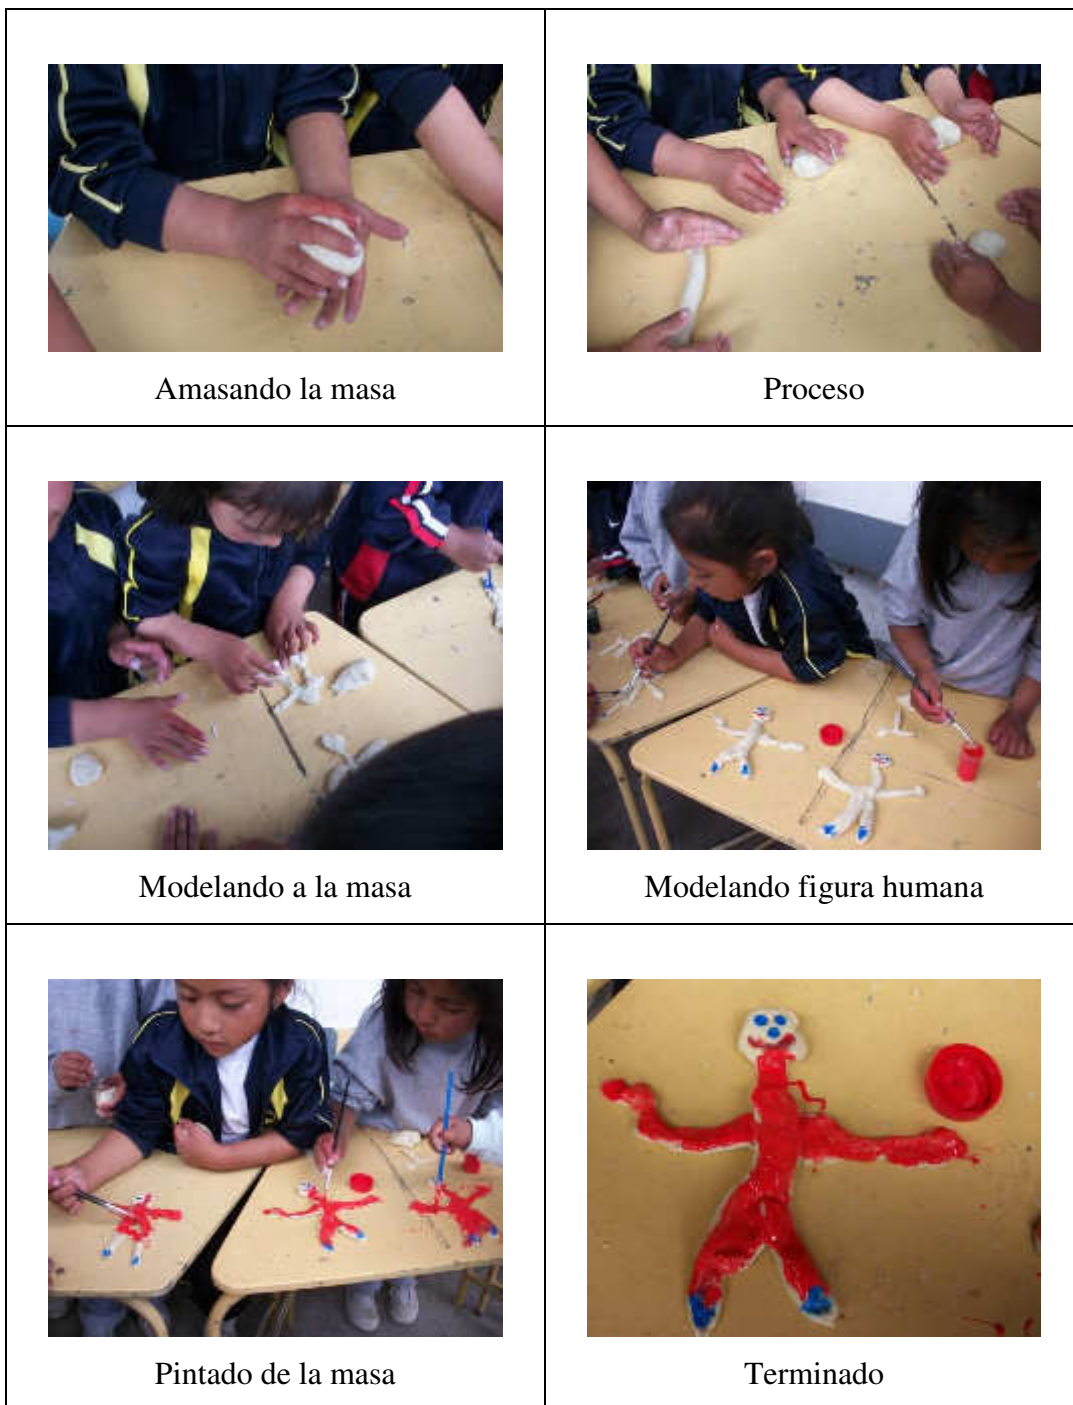 Amasando la masa
Proceso
Modelando a la masa
Modelando figura humana
Pintado de la masa
Terminado